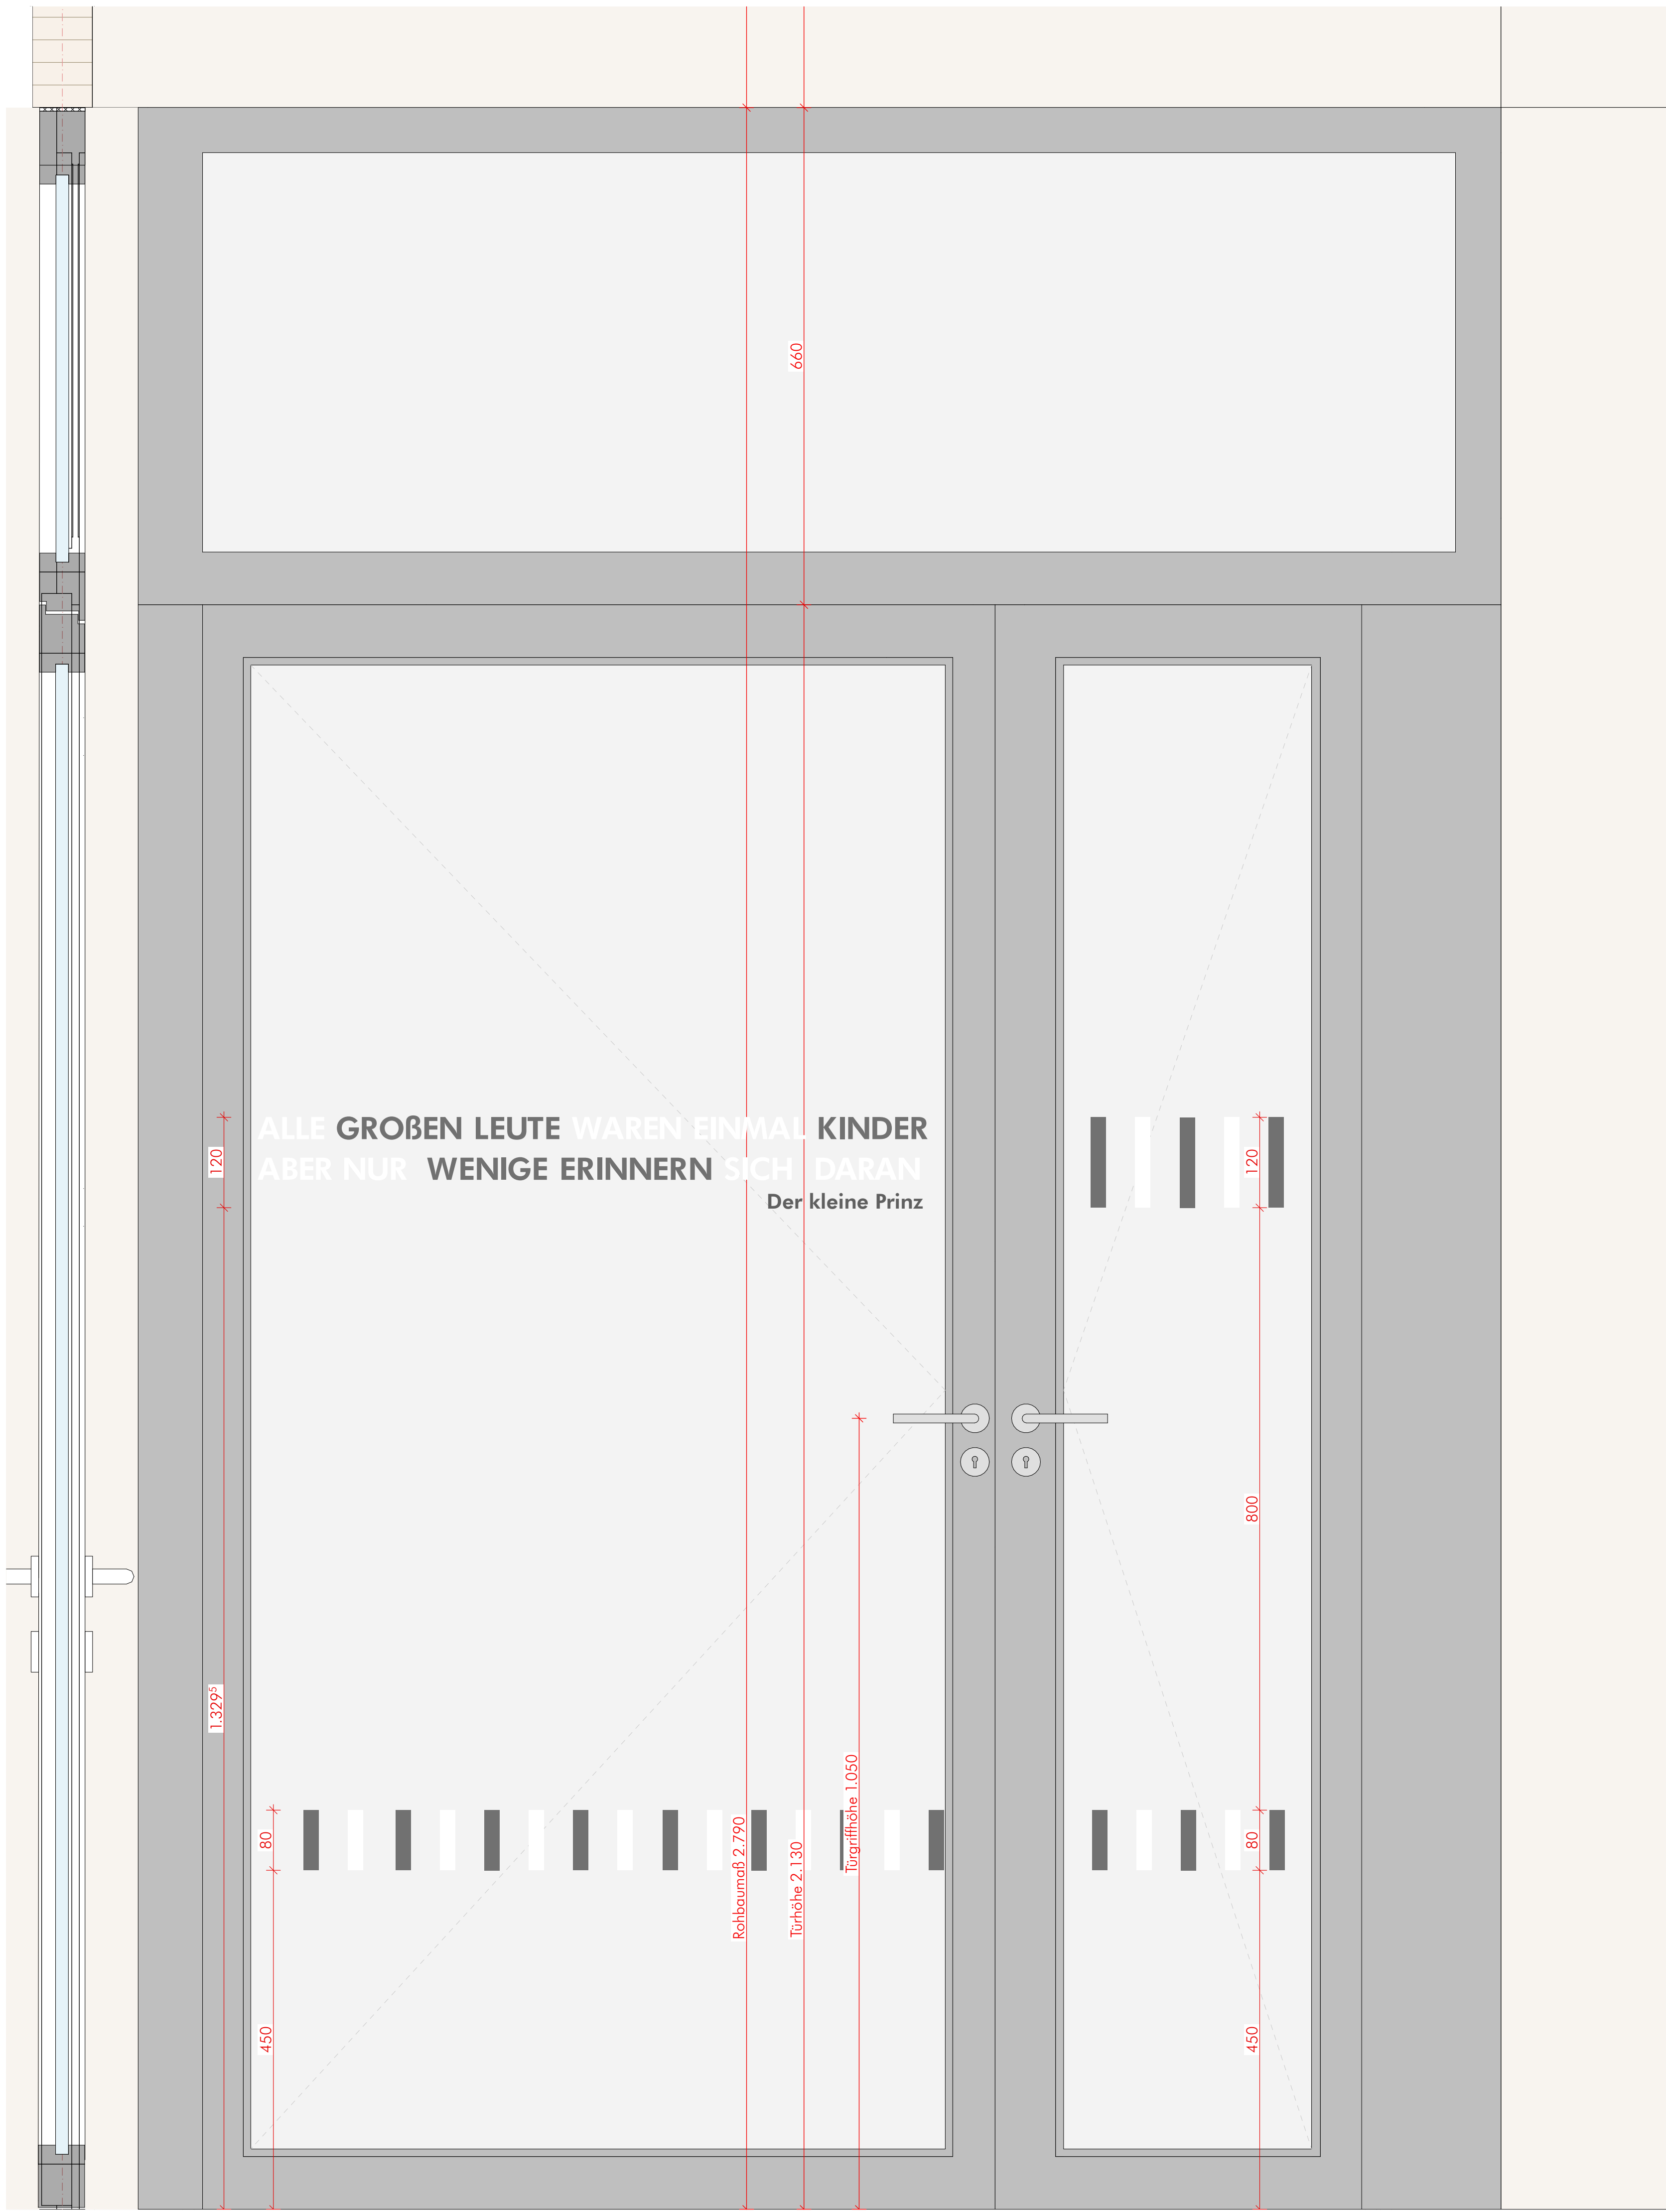 660
ALLE GROßEN LEUTE WAREN EINMAL KINDER
ABER NUR WENIGE ERINNERN SICH DARAN
Der kleine Prinz
120
120
800
1.329⁵
Türgriffhöhe 1.050
80
Rohbaumaß 2.790
Türhöhe 2.130
80
450
450